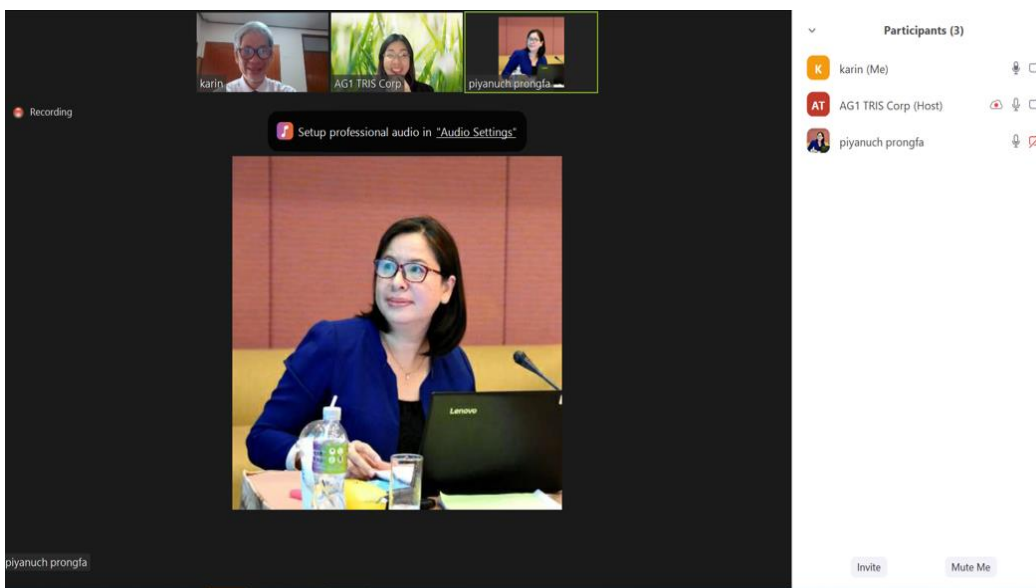 karin
AG1 TRIS Corp
piyanuch prongfa
Recording
Setup professional audio in "Audio Settings"
Lenovo
piyanuch prongfa
Participants (3)
K
karin (Me)
AT
AG1 TRIS Corp (Host)
piyanuch prongfa
Invite
Mute Me